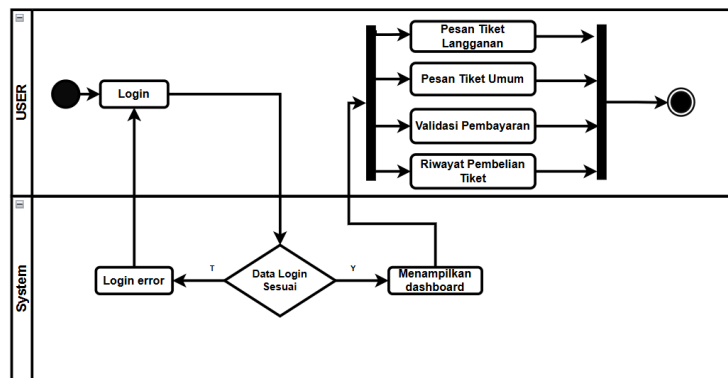 USER
Login
Pesan Tiket
Langganan
Pesan Tiket Umum
Validasi Pembayaran
Riwayat Pembelian
Tiket
System
Login error
T
Data Login
Sesuai
Y
Menampilkan
dashboard